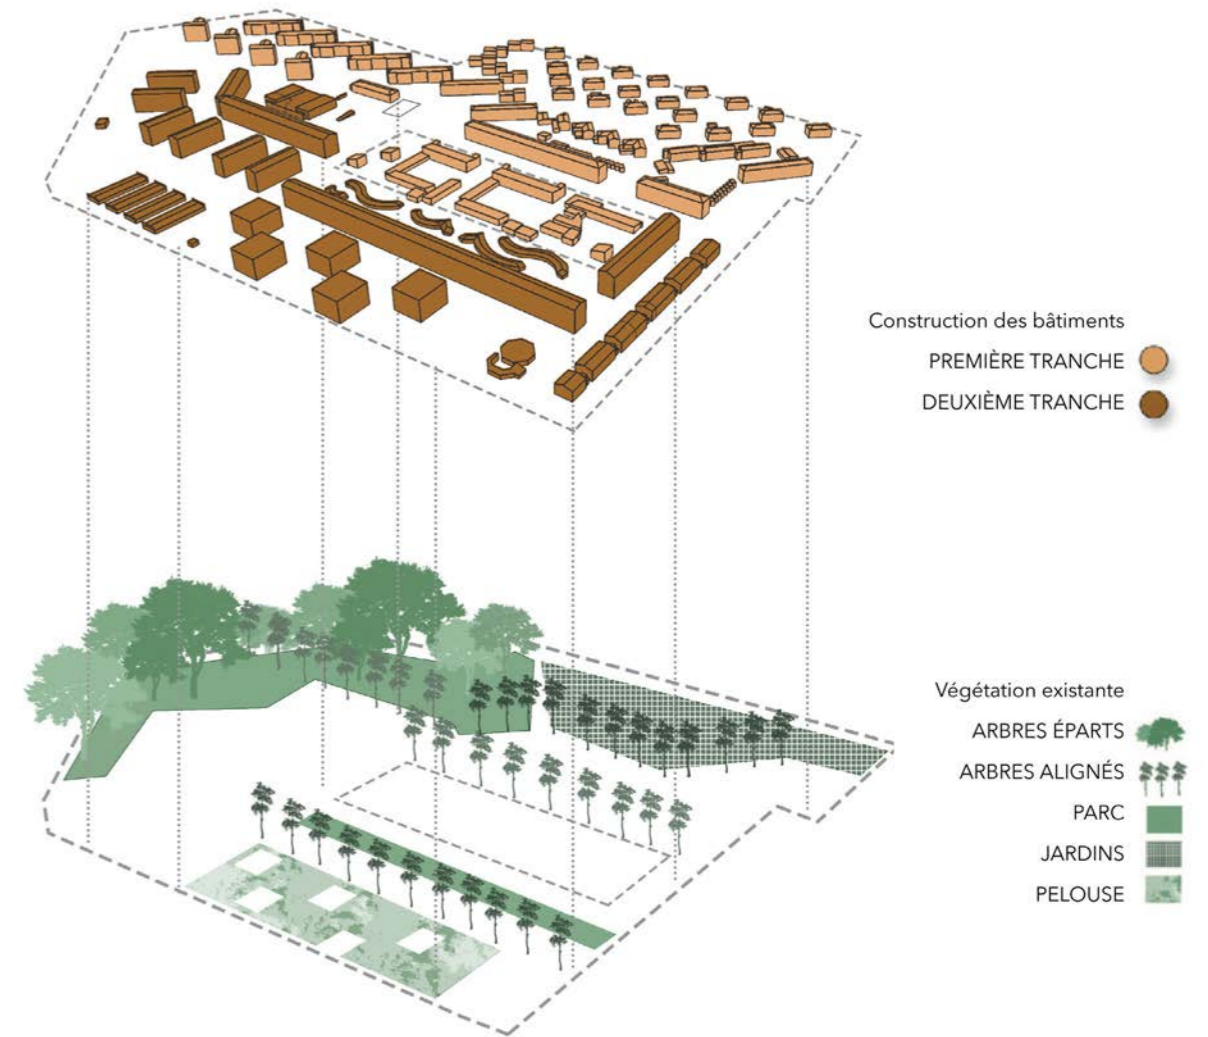 Construction des bâtiments
PREMIÈRE TRANCHE
DEUXIÈME TRANCHE
Végétation existante
ARBRES ÉPARTS
ARBRES ALIGNÉS
PARC
JARDINS
PELOUSE